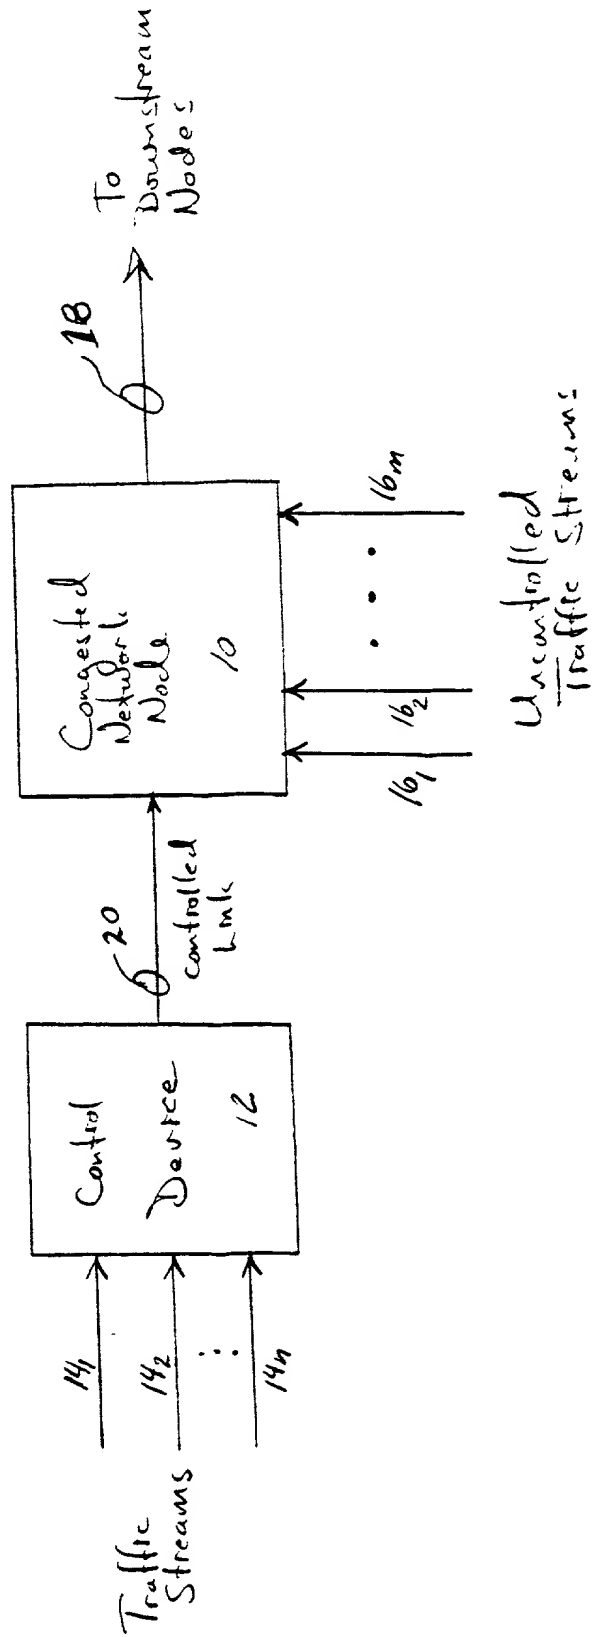 Traffic
Streams
14₁
14₂
14n
Control
Device
12
20
controlled
Link
Congested
Network
Node
10
18
To
Downstream
Nodes
16₁
16₂
16m
Uncontrolled
Traffic Streams